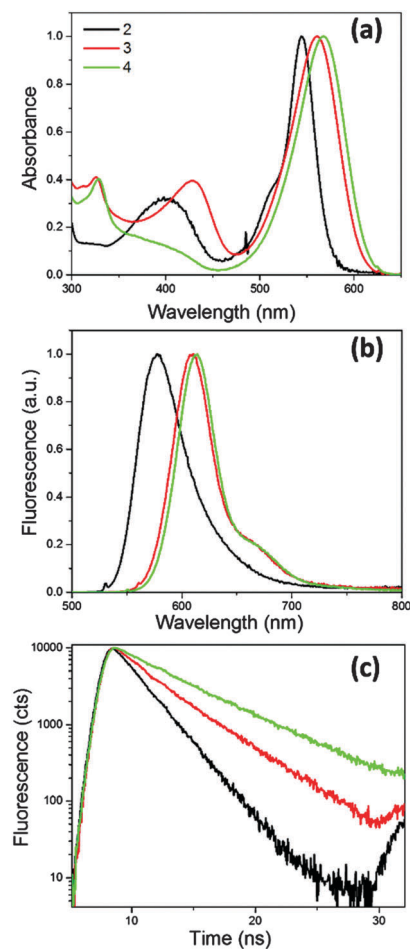 (a)
2
3
4
1.0
0.8
0.6
0.4
0.2
0.0
Absorbance
300 400 500 600
Wavelength (nm)
(b)
1.0
0.8
0.6
0.4
0.2
0.0
Fluorescence (a.u.)
500 600 700 800
Wavelength (nm)
(c)
10000
1000
100
10
Fluorescence (cts)
10 20 30
Time (ns)